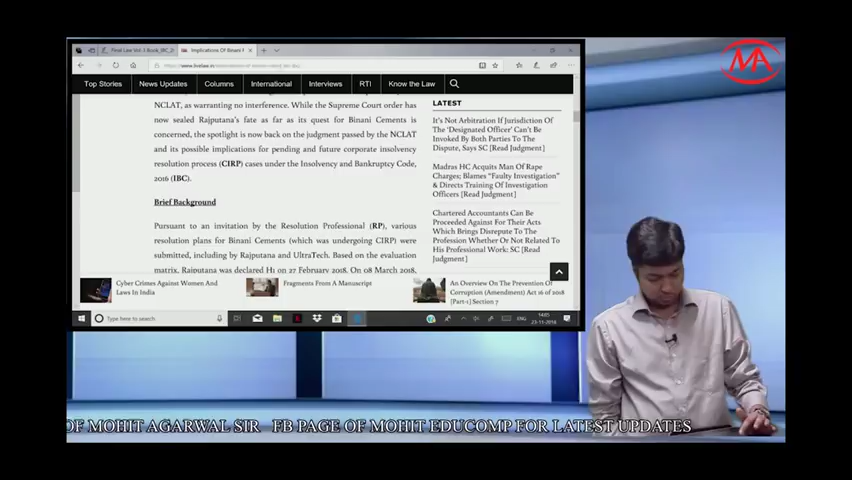 Final Law Vol-3 Book_IBC_2
Implications Of Binani
Top Stories News Updates Columns International Interviews RTI Know the Law
NCLAT, as warranting no interference. While the Supreme Court order has
now sealed Rajputana's fate as far as its quest for Binani Cements is
concerned, the spotlight is now back on the judgment passed by the NCLAT
and its possible implications for pending and future corporate insolvency
resolution process (CIRP) cases under the Insolvency and Bankruptcy Code,
2016 (IBC).
Brief Background
Pursuant to an invitation by the Resolution Professional (RP), various
resolution plans for Binani Cements (which was undergoing CIRP) were
submitted, including by Rajputana and UltraTech. Based on the evaluation
matrix, Rajputana was declared H1 on 27 February 2018. On 08 March 2018,
LATEST
It's Not Arbitration If Jurisdiction Of
The 'Designated Officer' Can't Be
Invoked By Both Parties To The
Dispute, Says SC [Read Judgment]
Madras HC Acquits Man Of Rape
Charges; Blames "Faulty Investigation"
& Directs Training Of Investigation
Officers [Read Judgment]
Chartered Accountants Can Be
Proceeded Against For Their Acts
Which Brings Disrepute To The
Profession Whether Or Not Related To
His Professional Work: SC [Read
Judgment]
Cyber Crimes Against Women And
Laws In India
Fragments From A Manuscript
An Overview On The Prevention Of
Corruption (Amendment) Act 16 of 2018
[Part-1] Section 7
Type here to search
ENG
14:05
23-11-2018
MA
OF MOHIT AGARWAL SIR FB PAGE OF MOHIT EDUCOMP FOR LATEST UPDATES